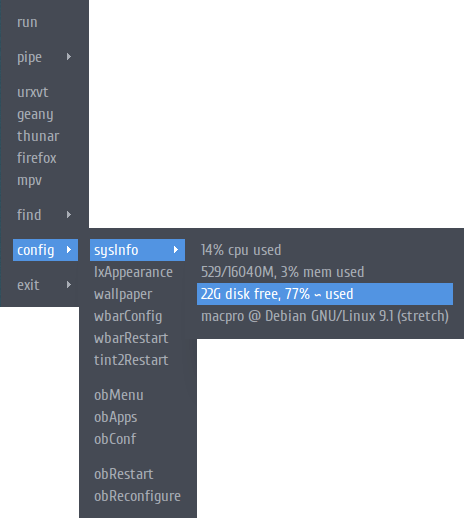 run
pipe
urxvt
geany
thunar
firefox
mpv
find
config
exit
sysInfo
lxAppearance
wallpaper
wbarConfig
wbarRestart
tint2Restart
obMenu
obApps
obConf
obRestart
obReconfigure
14% cpu used
529/16040M, 3% mem used
22G disk free, 77% ~ used
macpro @ Debian GNU/Linux 9.1 (stretch)